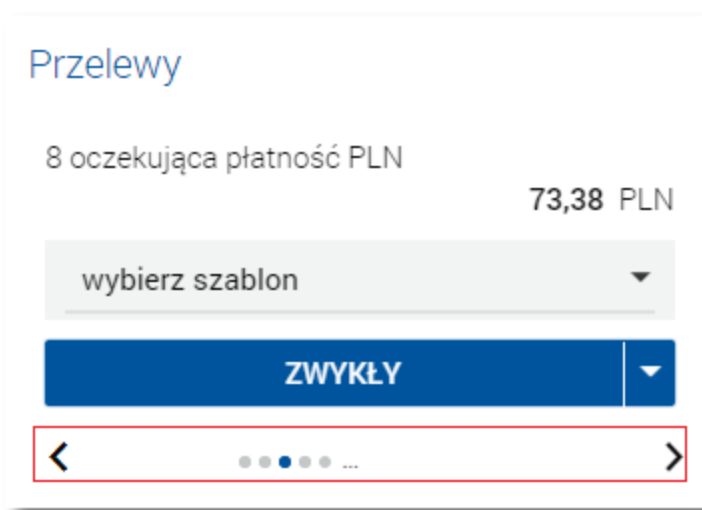 Przelewy
8 oczekująca płatność PLN
73,38 PLN
wybierz szablon
ZWYKŁY
...